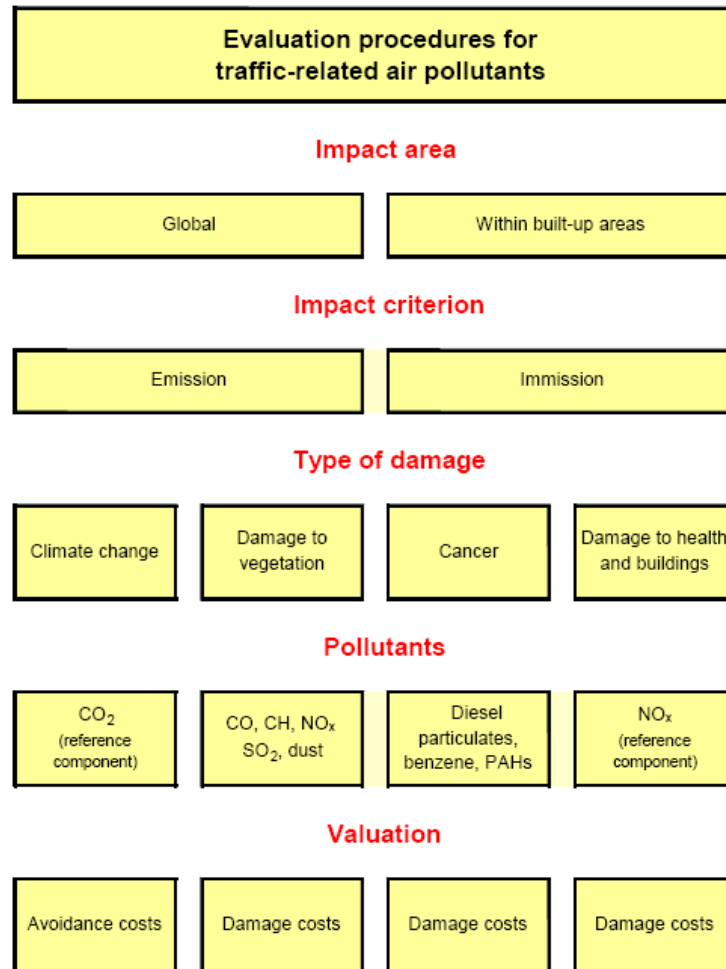 Evaluation procedures for
traffic-related air pollutants
Impact area
Global
Within built-up areas
Impact criterion
Emission
Immission
Type of damage
Climate change
Damage to
vegetation
Cancer
Damage to health
and buildings
Pollutants
CO₂
(reference
component)
CO, CH, NOₓ
SO₂, dust
Diesel
particulates,
benzene, PAHs
NOₓ
(reference
component)
Valuation
Avoidance costs
Damage costs
Damage costs
Damage costs